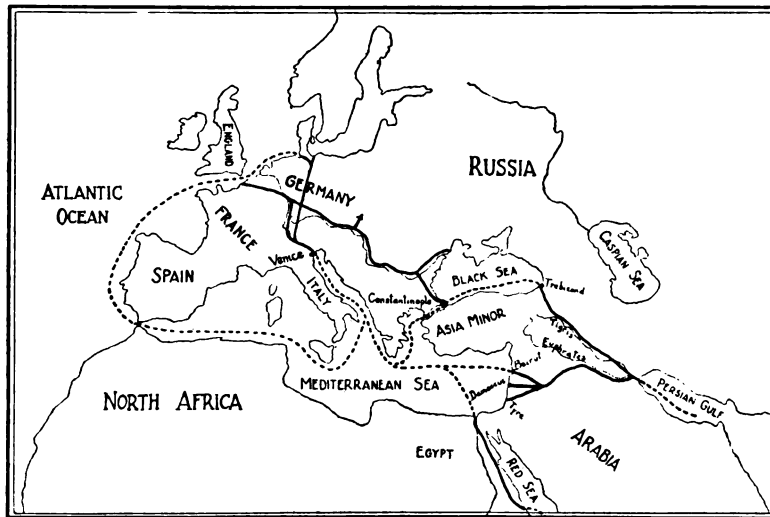 ENGLAND
RUSSIA
ATLANTIC
OCEAN
GERMANY
FRANCE
CASPIAN SEA
Venice
BLACK SEA
SPAIN
ITALY
Trebizond
Constantinople
ASIA MINOR
Tigris
Euphrates
Beirut
MEDITERRANEAN SEA
Damascus
PERSIAN GULF
NORTH AFRICA
Tyre
ARABIA
EGYPT
RED SEA